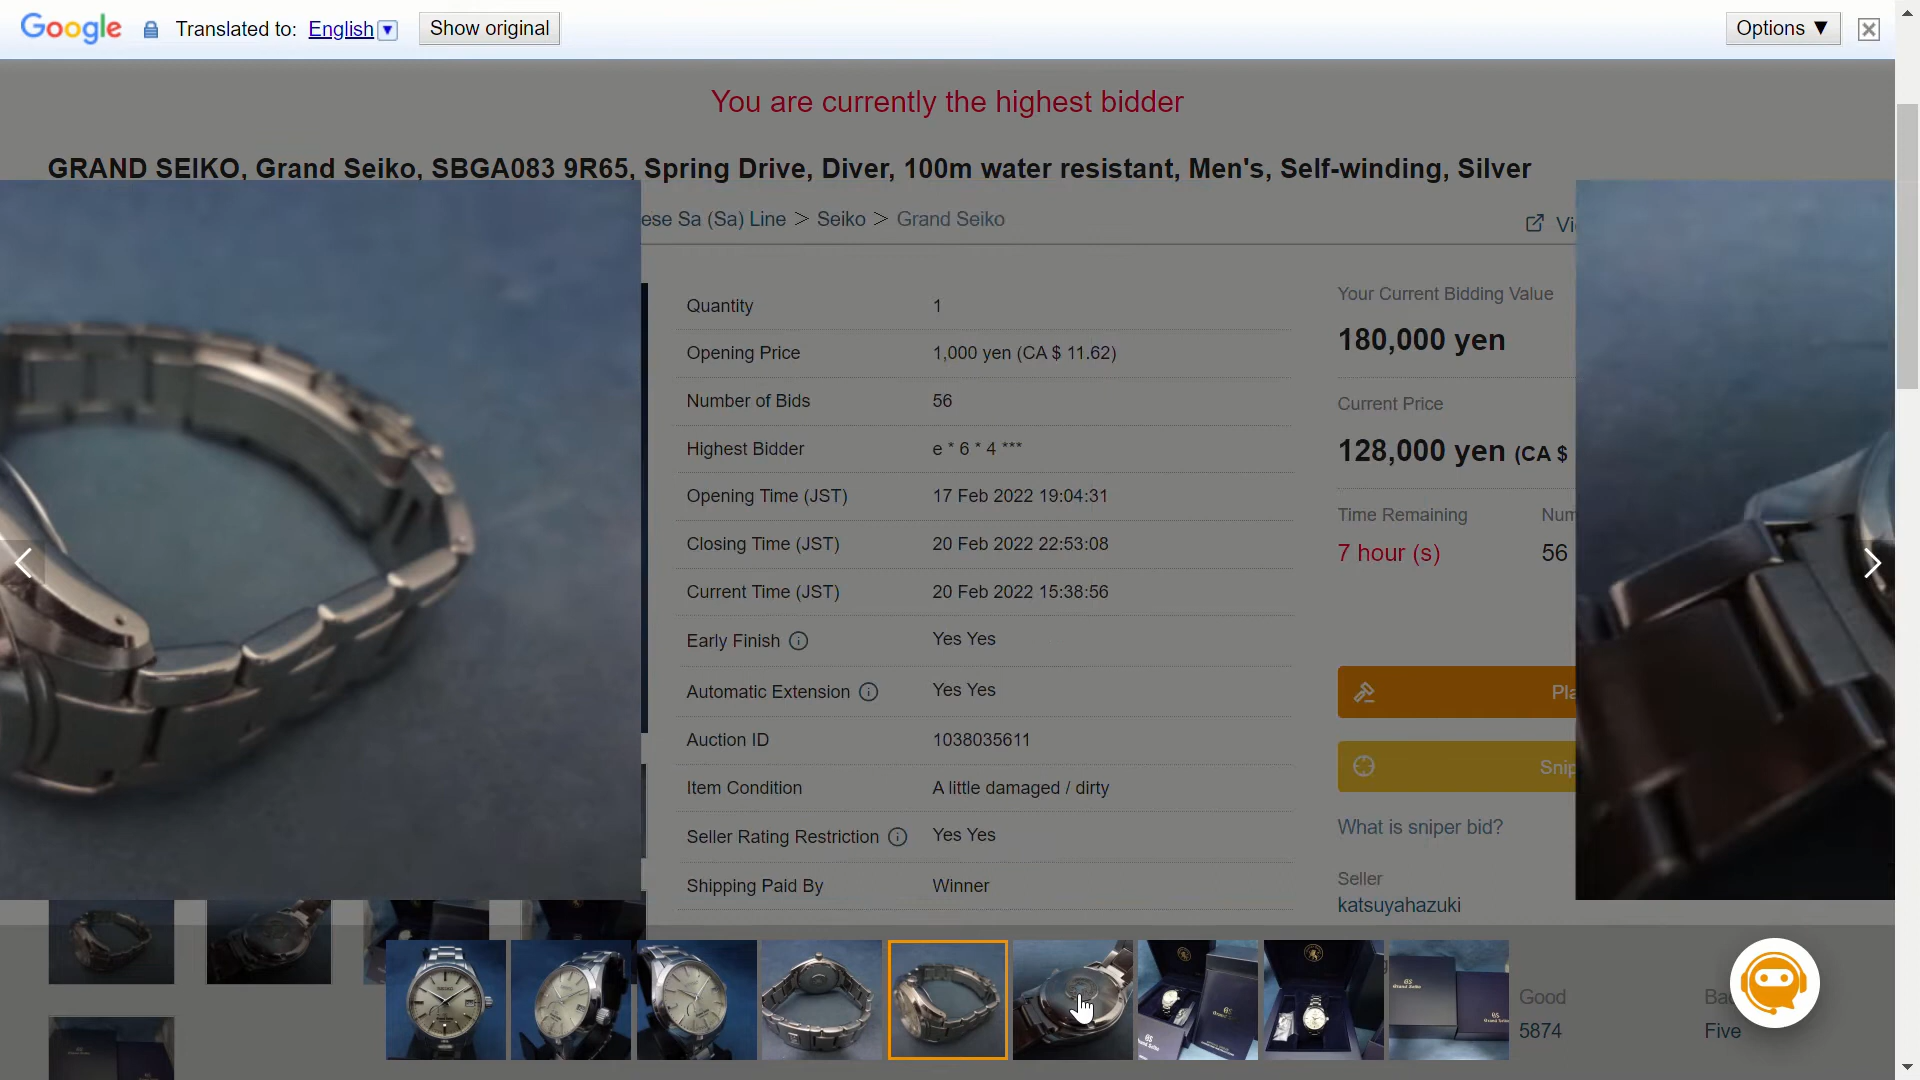 Google
Translated to: English ▼
Show original
Options ▼
You are currently the highest bidder
GRAND SEIKO, Grand Seiko, SBGA083 9R65, Spring Drive, Diver, 100m water resistant, Men's, Self-winding, Silver
ese Sa (Sa) Line > Seiko > Grand Seiko
Vi
Quantity 1
Opening Price 1,000 yen (CA $ 11.62)
Number of Bids 56
Highest Bidder e * 6 * 4 ***
Opening Time (JST) 17 Feb 2022 19:04:31
Closing Time (JST) 20 Feb 2022 22:53:08
Current Time (JST) 20 Feb 2022 15:38:56
Early Finish Yes Yes
Automatic Extension Yes Yes
Auction ID 1038035611
Item Condition A little damaged / dirty
Seller Rating Restriction Yes Yes
Shipping Paid By Winner
Your Current Bidding Value
180,000 yen
Current Price
128,000 yen (CA $
Time Remaining Num
7 hour (s) 56
Pla
Snip
What is sniper bid?
Seller
katsuyahazuki
Good Ba
5874 Five